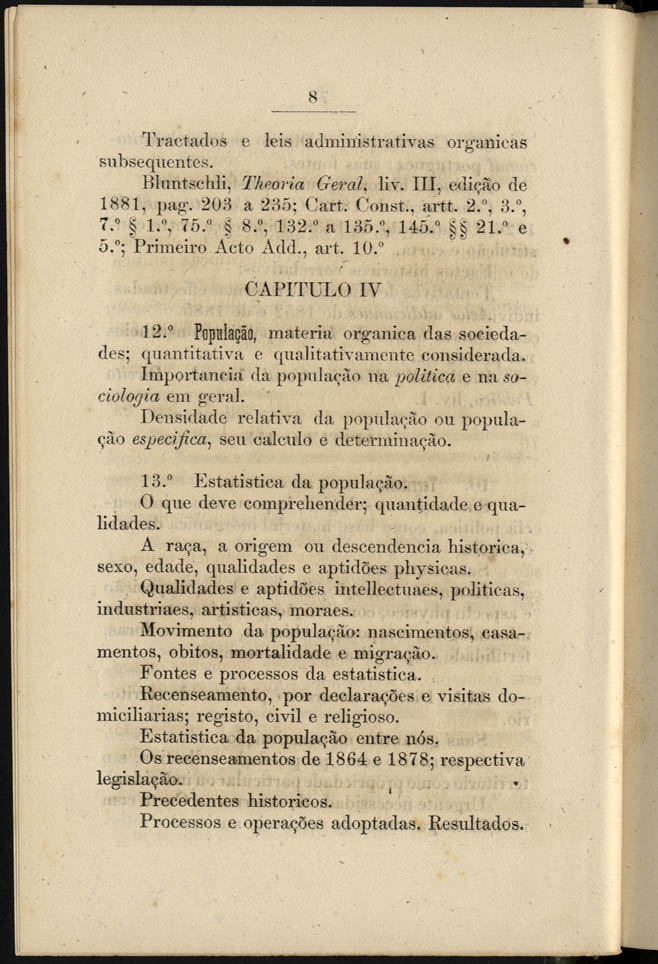 8
Tractados e leis administrativas organicas
subsequentes.
Bluntschli, Theoria Geral, liv. III, edição de
1881, pag. 203 a 235; Cart. Const., artt. 2.º, 3.º,
7.º § 1.º, 75.º § 8.º, 132.º a 135.º, 145.º §§ 21.º e
5.º; Primeiro Acto Add., art. 10.º
CAPITULO IV
12.º População, materia organica das socieda-
des; quantitativa e qualitativamente considerada.
Importancia da população na politica e na so-
ciologia em geral.
Densidade relativa da população ou popula-
ção especifica, seu calculo e determinação.
13.º Estatistica da população.
O que deve comprehender; quantidade e qua-
lidades.
A raça, a origem ou descendencia historica,
sexo, edade, qualidades e aptidões physicas.
Qualidades e aptidões intellectuaes, politicas,
industriaes, artisticas, moraes.
Movimento da população: nascimentos, casa-
mentos, obitos, mortalidade e migração.
Fontes e processos da estatistica.
Recenseamento, por declarações e visitas do-
miciliarias; registo, civil e religioso.
Estatistica da população entre nós.
Os recenseamentos de 1864 e 1878; respectiva
legislação.
Precedentes historicos.
Processos e operações adoptadas. Resultados.